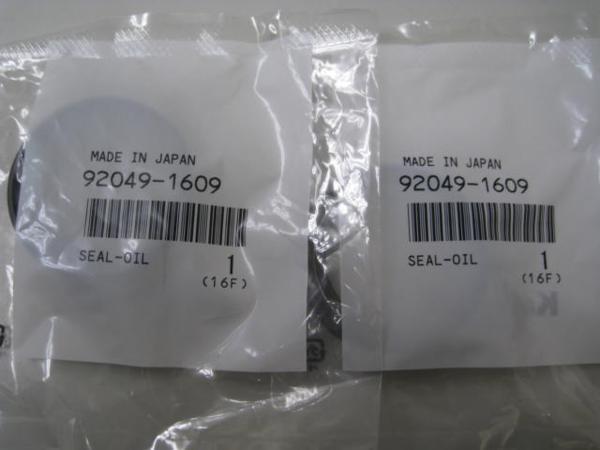 MADE IN JAPAN
92049-1609
SEAL-OIL
1
(16F)
MADE IN JAPAN
92049-1609
SEAL-OIL
1
(16F)